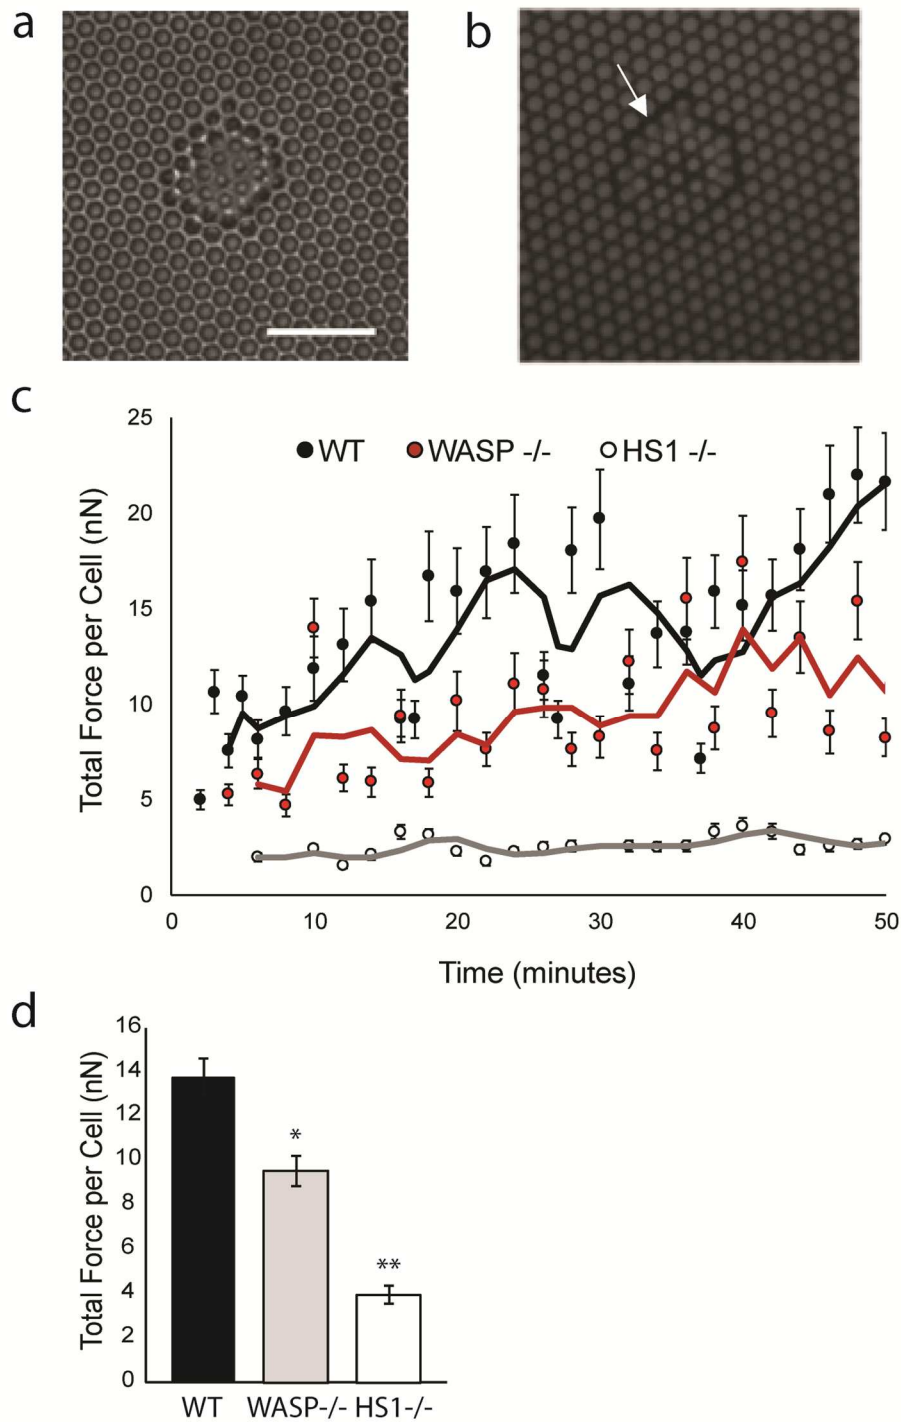 a
b
c
25
WT WASP -/- HS1 -/-
20
15
10
5
0
Total Force per Cell (nN)
0 10 20 30 40 50
Time (minutes)
d
16
14
12
10
8
6
4
2
0
Total Force per Cell (nN)
*
**
WT WASP-/- HS1-/-